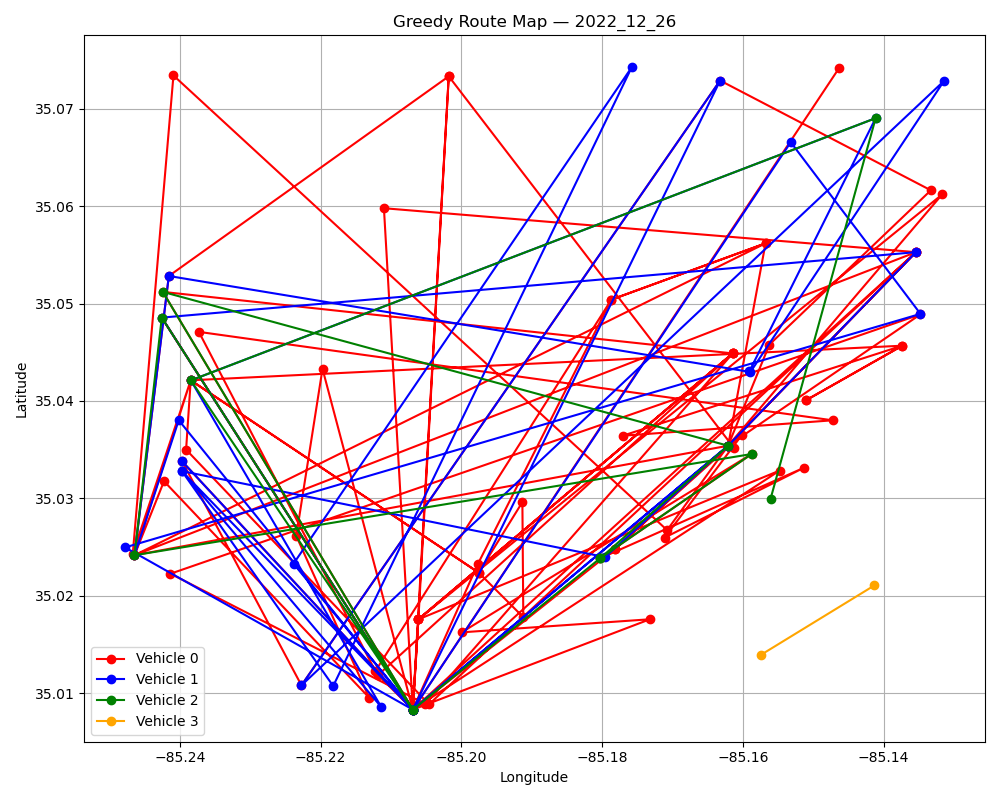 Greedy Route Map — 2022_12_26
Latitude
35.07
35.06
35.05
35.04
35.03
35.02
35.01
Vehicle 0
Vehicle 1
Vehicle 2
Vehicle 3
−85.24
−85.22
−85.20
−85.18
−85.16
−85.14
Longitude